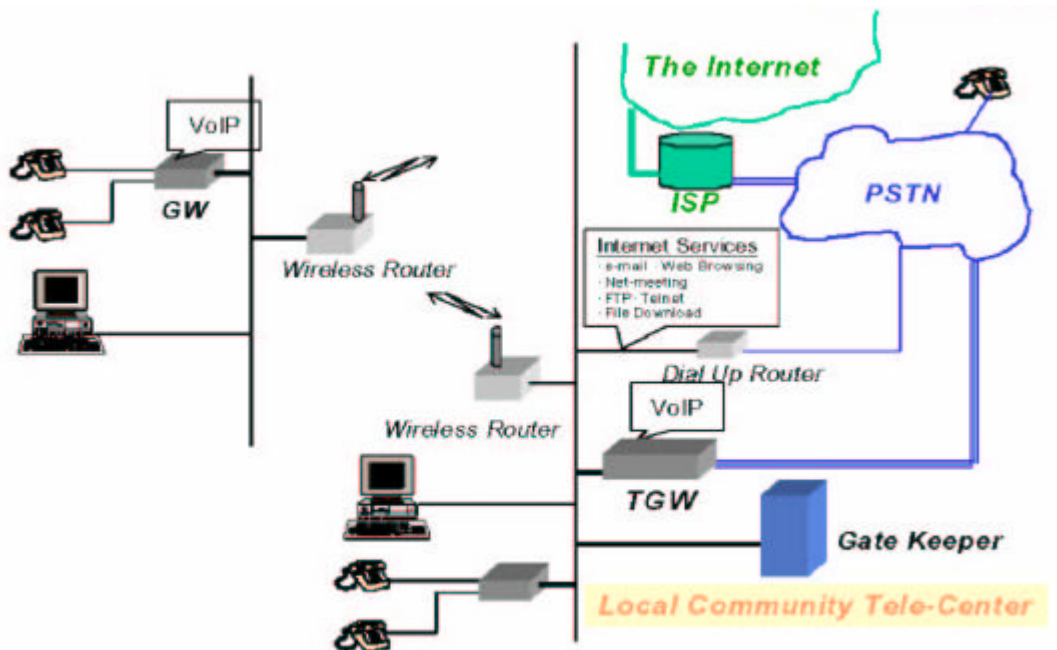 The Internet
VoIP
GW
ISP
PSTN
Wireless Router
Internet Services
· e-mail · Web Browsing
· Net-meeting
· FTP · Telnet
· File Download
Dial Up Router
Wireless Router
VoIP
TGW
Gate Keeper
Local Community Tele-Center